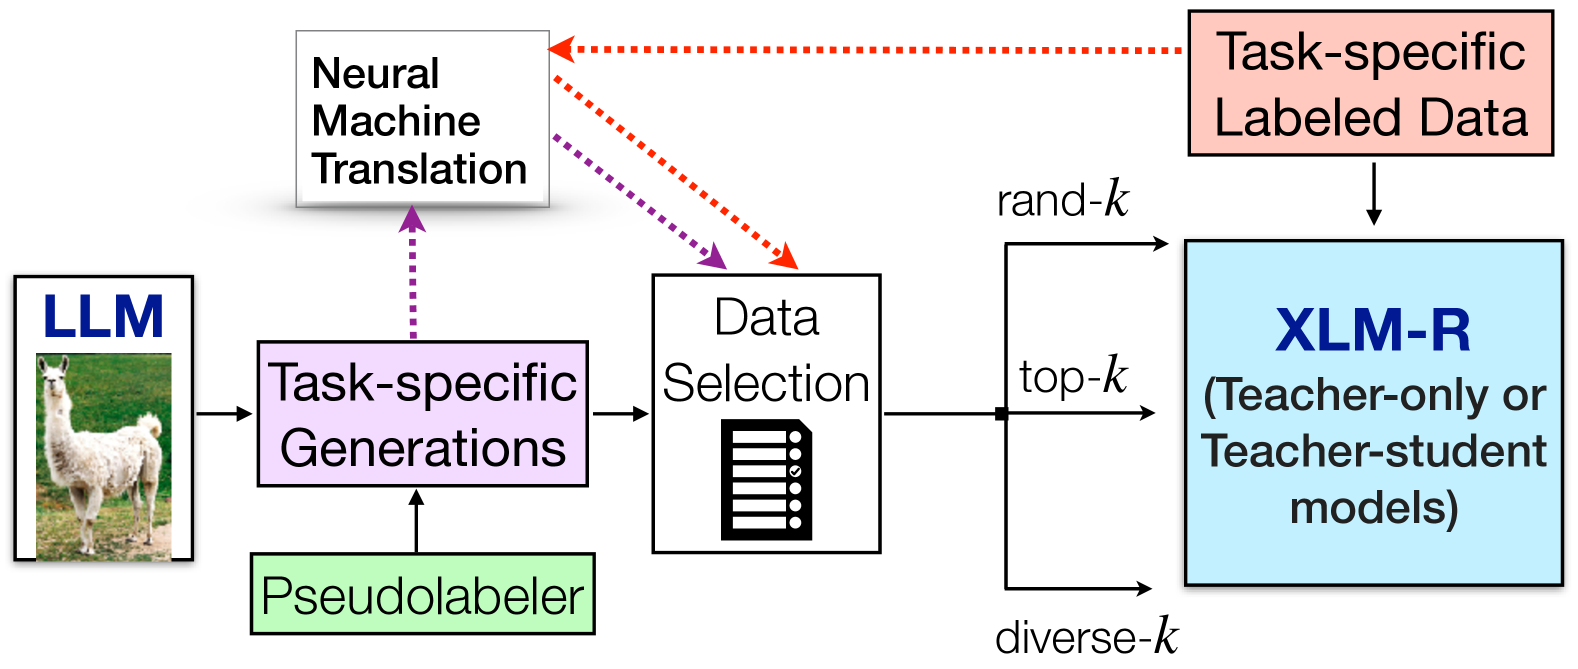 Neural
Machine
Translation
Task-specific
Labeled Data
rand-k
LLM
Task-specific
Generations
Data
Selection
top-k
XLM-R
(Teacher-only or
Teacher-student
models)
Pseudolabeler
diverse-k